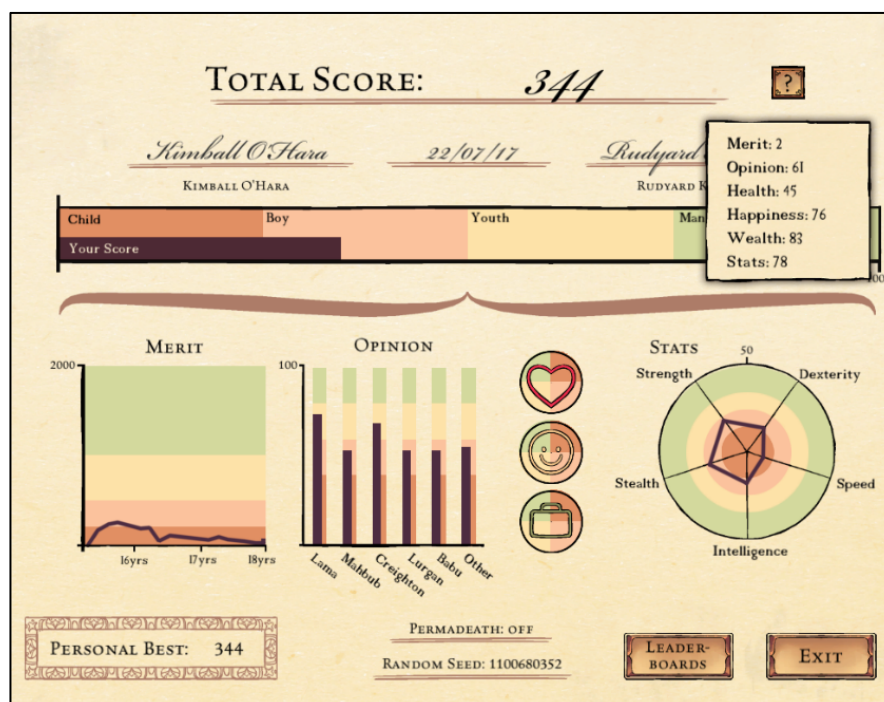 TOTAL SCORE: 344
?
Kimball O'Hara 22/07/17 Rudyard
KIMBALL O'HARA RUDYARD K
Merit: 2
Opinion: 61
Health: 45
Happiness: 76
Wealth: 83
Stats: 78
Child Boy Youth Man
Your Score
MERIT
2000
16yrs 17yrs 18yrs
OPINION
100
Lama Mahbub Creighton Lurgan Babu Other
STATS
50
Strength Dexterity
Stealth Speed
Intelligence
PERSONAL BEST: 344
PERMADEATH: OFF
RANDOM SEED: 1100680352
LEADER-
BOARDS
EXIT